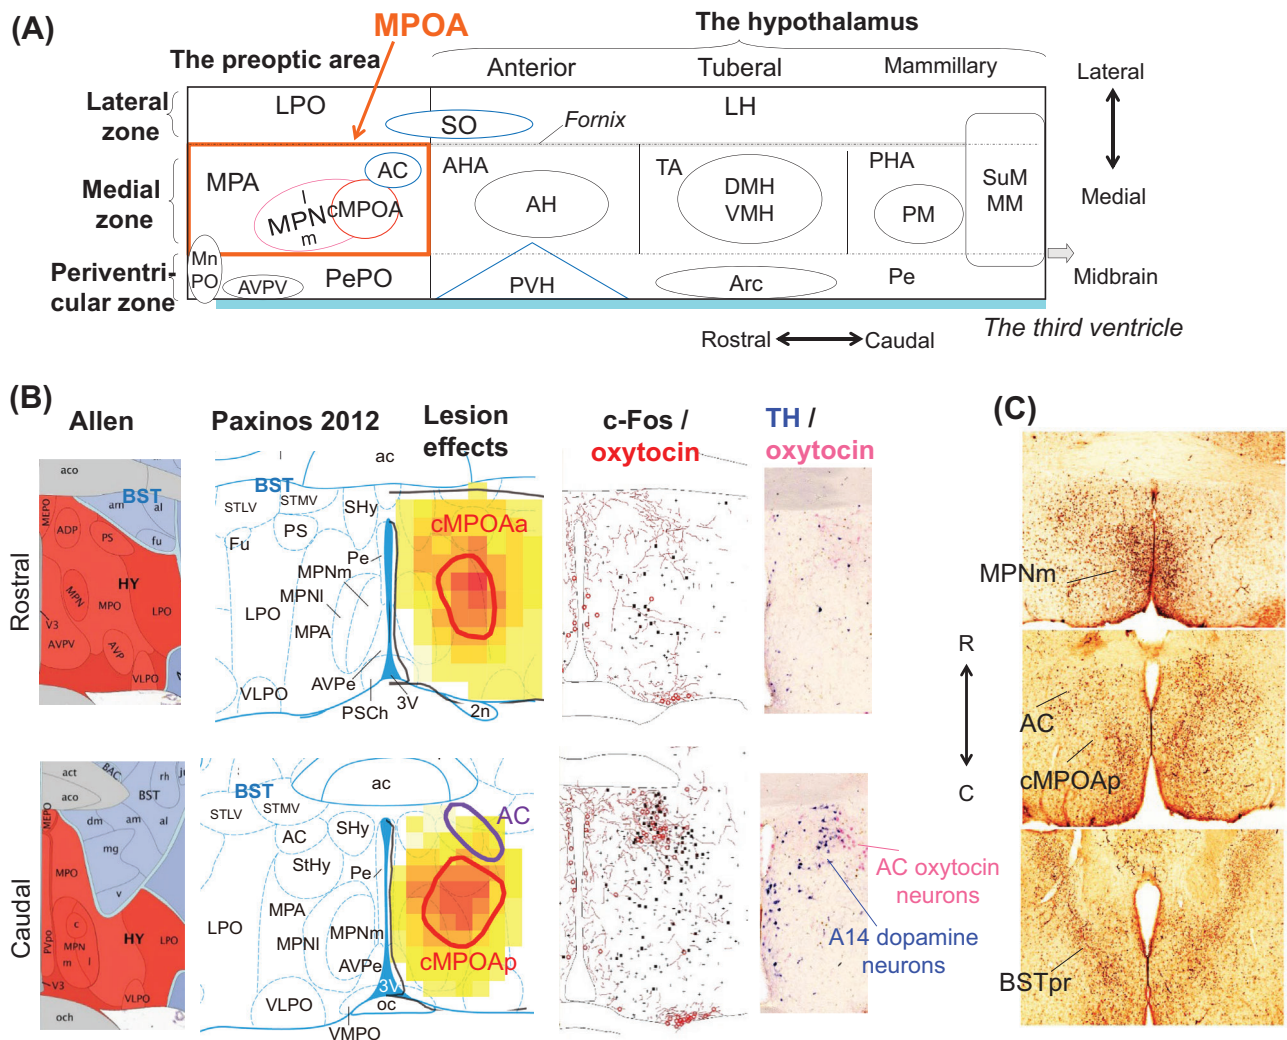 (A)
MPOA
The hypothalamus
The preoptic area
Anterior
Tuberal
Mammillary
Lateral
Lateral
zone
LPO
SO
Fornix
LH
Medial
zone
MPA
AC
l
MPN
m
cMPOA
AHA
AH
TA
DMH
VMH
PHA
PM
SuM
MM
Medial
Periventri-
cular zone
Mn
PO
AVPV
PePO
PVH
Arc
Pe
Midbrain
The third ventricle
Rostral
Caudal
(B)
Allen
Paxinos 2012
Lesion
effects
c-Fos /
oxytocin
TH /
oxytocin
(C)
Rostral
aco
MEPO
BST
am
al
fu
ADP
PS
HY
MPN
MPO
LPO
V3
AVPV
AVP
VLPO
ac
BST
STLV
STMV
SHy
Fu
PS
Pe
MPNm
MPNl
LPO
MPA
AVPe
VLPO
PSCh
3V
2n
cMPOAa
MPNm
R
C
AC
cMPOAp
BSTpr
Caudal
act
BAC
rh
aco
BST
MEPO
dm
am
al
mg
MPO
v
c
MPN
m
l
HY
LPO
PVpo
V3
VLPO
och
ac
BST
STLV
STMV
AC
SHy
StHy
Pe
MPA
LPO
MPNl
MPNm
AVPe
VLPO
3V
oc
VMPO
AC
cMPOAp
AC oxytocin
neurons
A14 dopamine
neurons